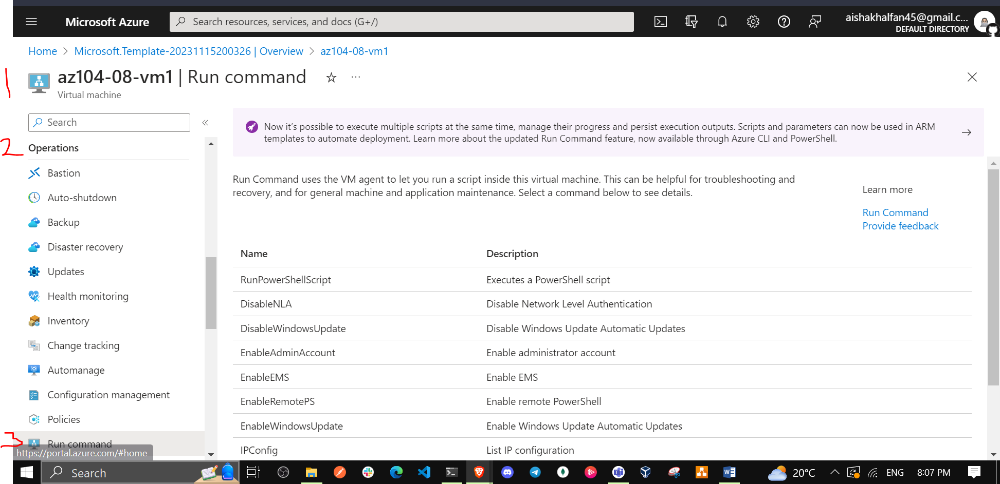 Microsoft Azure
Search resources, services, and docs (G+/)
aishakhalfan45@gmail.c...
DEFAULT DIRECTORY
Home > Microsoft.Template-20231115200326 | Overview > az104-08-vm1
1
az104-08-vm1 | Run command
...
Virtual machine
Search
«
Now it’s possible to execute multiple scripts at the same time, manage their progress and persist execution outputs. Scripts and parameters can now be used in ARM
templates to automate deployment. Learn more about the updated Run Command feature, now available through Azure CLI and PowerShell.
2
Operations
Bastion
Auto-shutdown
Backup
Disaster recovery
Updates
Health monitoring
Inventory
Change tracking
Automanage
Configuration management
Policies
3
Run command
https://portal.azure.com/#home
Run Command uses the VM agent to let you run a script inside this virtual machine. This can be helpful for troubleshooting and
recovery, and for general machine and application maintenance. Select a command below to see details.
Learn more
Run Command
Provide feedback
Name Description
RunPowerShellScript Executes a PowerShell script
DisableNLA Disable Network Level Authentication
DisableWindowsUpdate Disable Windows Update Automatic Updates
EnableAdminAccount Enable administrator account
EnableEMS Enable EMS
EnableRemotePS Enable remote PowerShell
EnableWindowsUpdate Enable Windows Update Automatic Updates
IPConfig List IP configuration
Search
20°C
ENG
8:07 PM